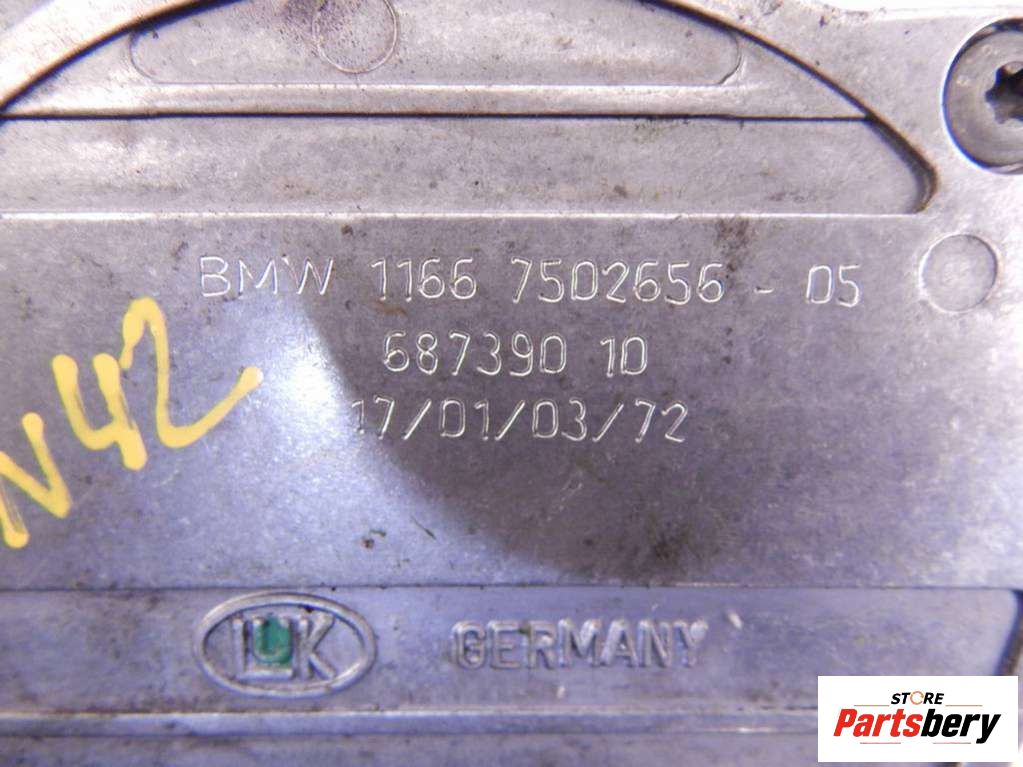 BMW 1166 7502656 - 05
687390 10
17/01/03/72
N42
LUK GERMANY
STORE
Partsbery